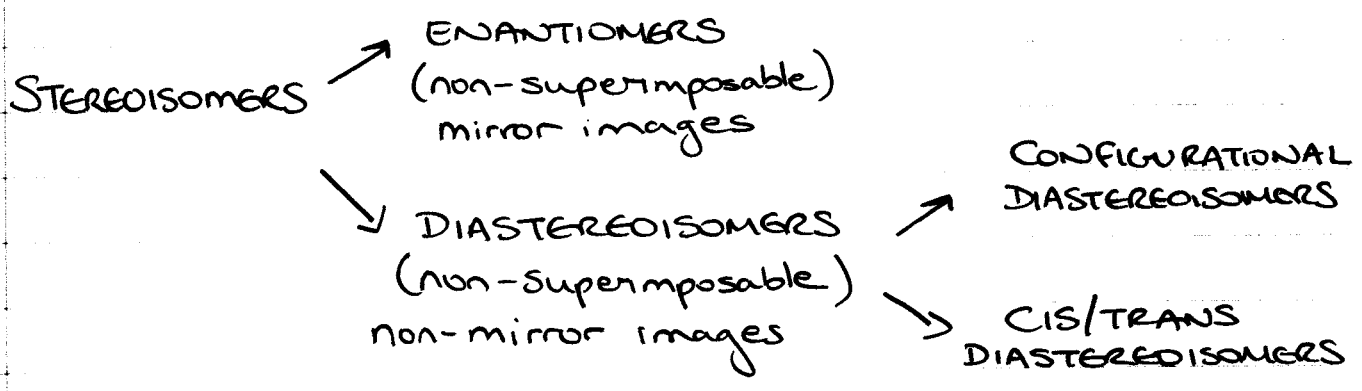 ENANTIOMERS
STEREOISOMERS
(non-superimposable)
mirror images
CONFIGURATIONAL
DIASTEREOISOMERS
DIASTEREOISOMERS
(non-superimposable)
non-mirror images
CIS/TRANS
DIASTEREOISOMERS